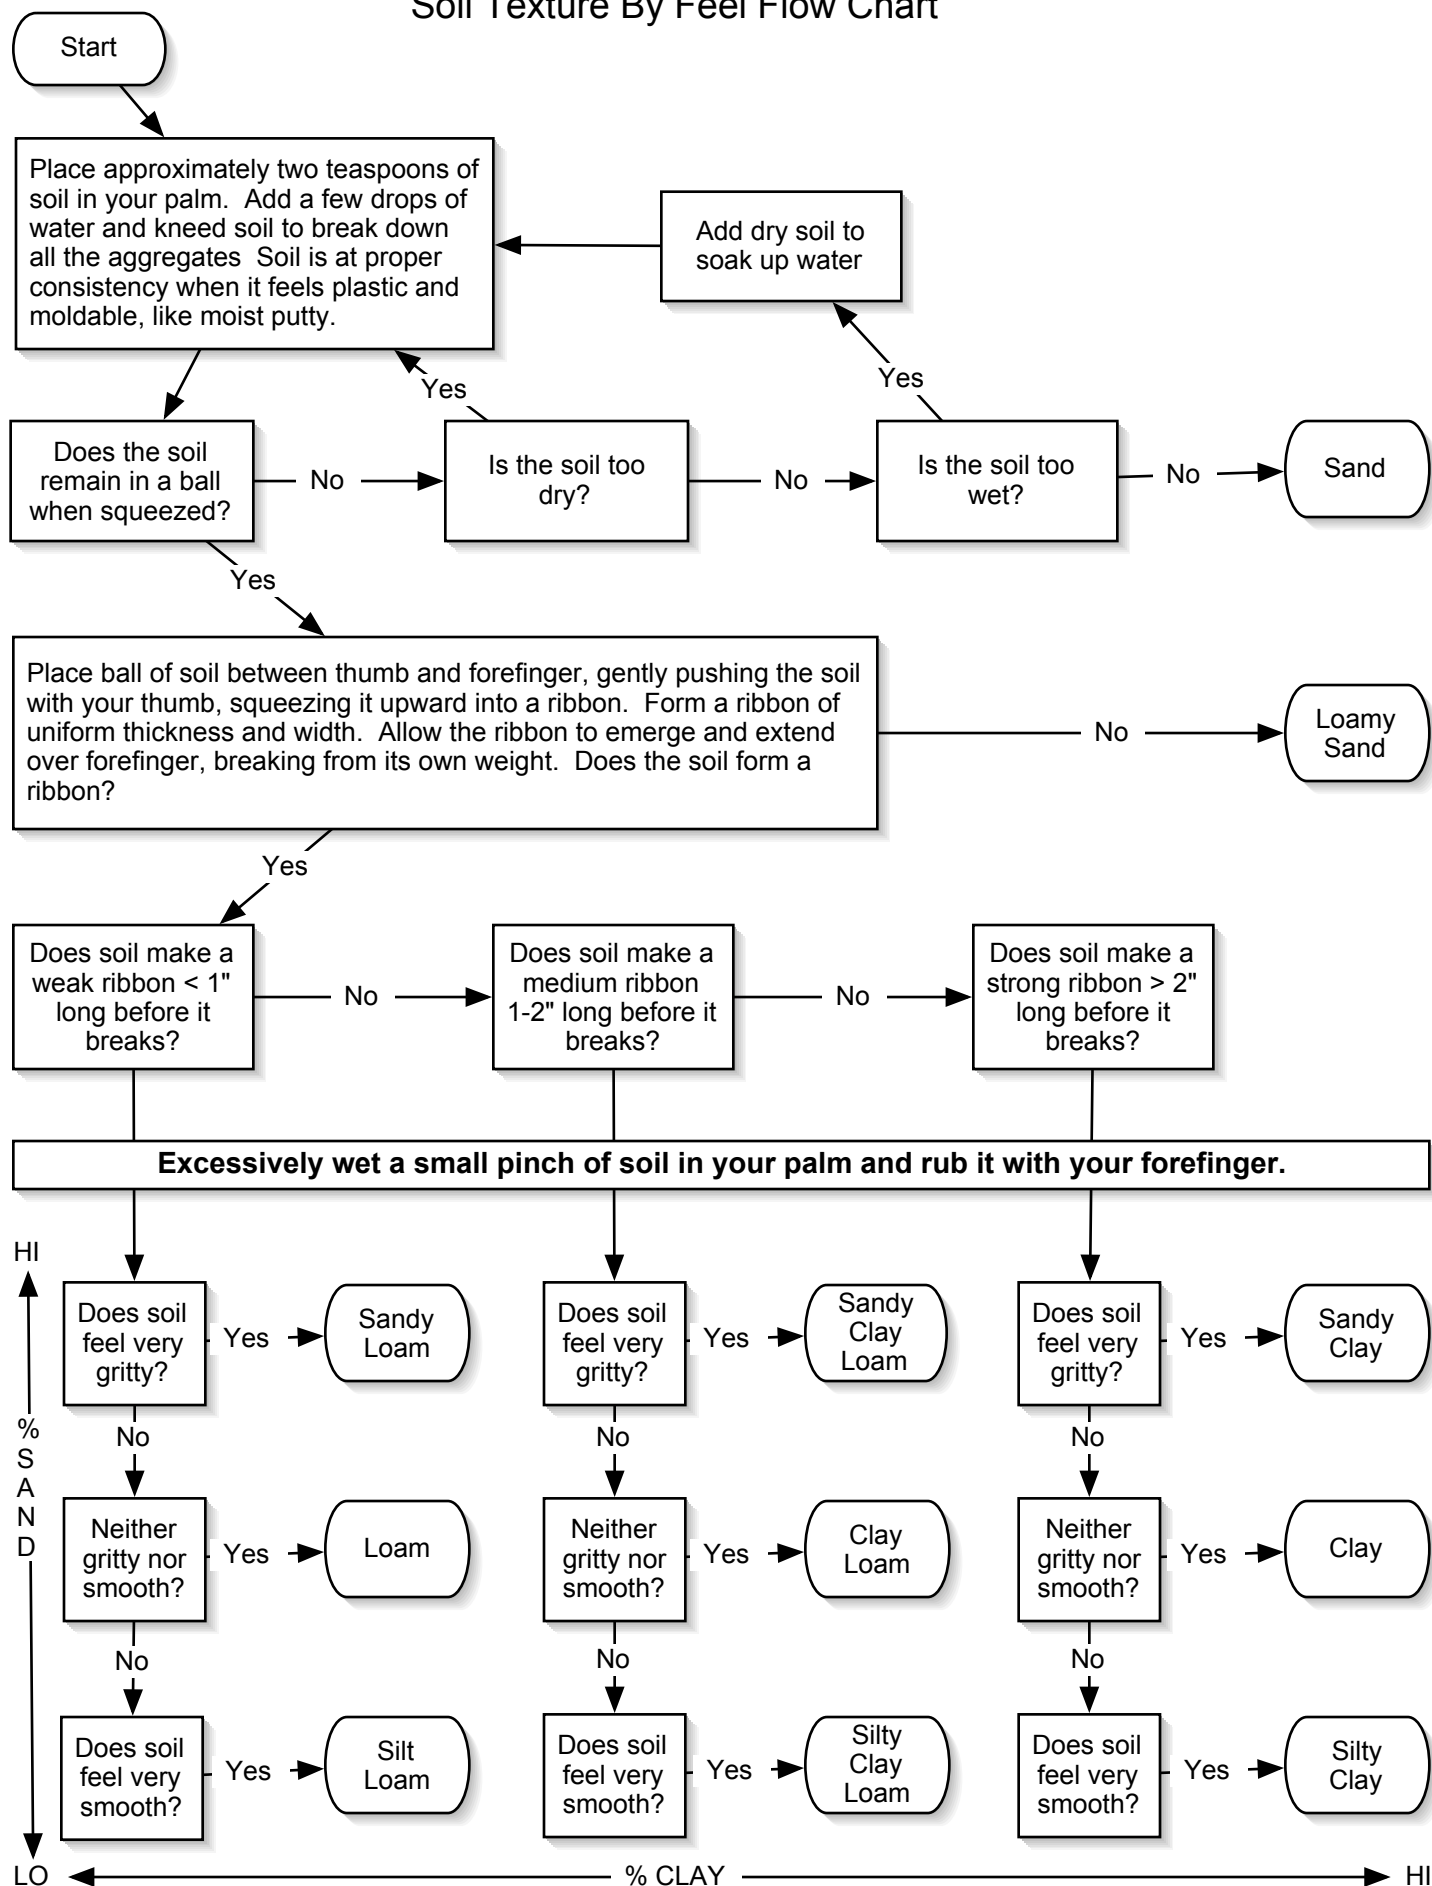 Soil Texture By Feel Flow Chart
Start
Place approximately two teaspoons of
soil in your palm.  Add a few drops of
water and kneed soil to break down
all the aggregates  Soil is at proper
consistency when it feels plastic and
moldable, like moist putty.
Add dry soil to
soak up water
Yes
Yes
Does the soil
remain in a ball
when squeezed?
No
Is the soil too
dry?
No
Is the soil too
wet?
No
Sand
Yes
Place ball of soil between thumb and forefinger, gently pushing the soil
with your thumb, squeezing it upward into a ribbon.  Form a ribbon of
uniform thickness and width.  Allow the ribbon to emerge and extend
over forefinger, breaking from its own weight.  Does the soil form a
ribbon?
No
Loamy
Sand
Yes
Does soil make a
weak ribbon < 1"
long before it
breaks?
No
Does soil make a
medium ribbon
1-2" long before it
breaks?
No
Does soil make a
strong ribbon > 2"
long before it
breaks?
Excessively wet a small pinch of soil in your palm and rub it with your forefinger.
HI
Does soil
feel very
gritty?
Yes
Sandy
Loam
Does soil
feel very
gritty?
Yes
Sandy
Clay
Loam
Does soil
feel very
gritty?
Yes
Sandy
Clay
%
S
A
N
D
No
No
No
Neither
gritty nor
smooth?
Yes
Loam
Neither
gritty nor
smooth?
Yes
Clay
Loam
Neither
gritty nor
smooth?
Yes
Clay
No
No
No
Does soil
feel very
smooth?
Yes
Silt
Loam
Does soil
feel very
smooth?
Yes
Silty
Clay
Loam
Does soil
feel very
smooth?
Yes
Silty
Clay
LO
% CLAY
HI